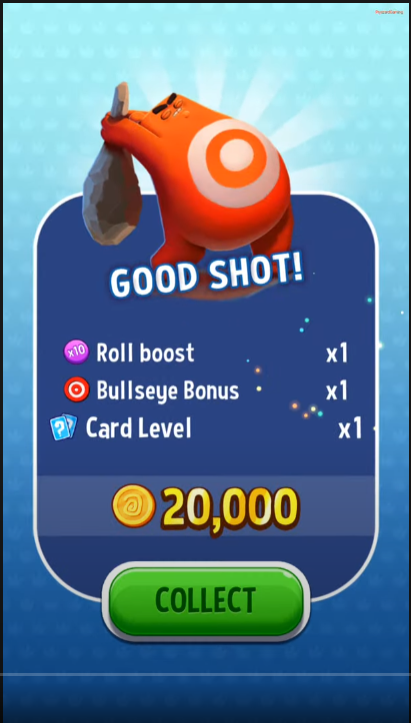 GOOD SHOT!
x10 Roll boost x1
Bullseye Bonus x1
? Card Level x1
20,000
COLLECT